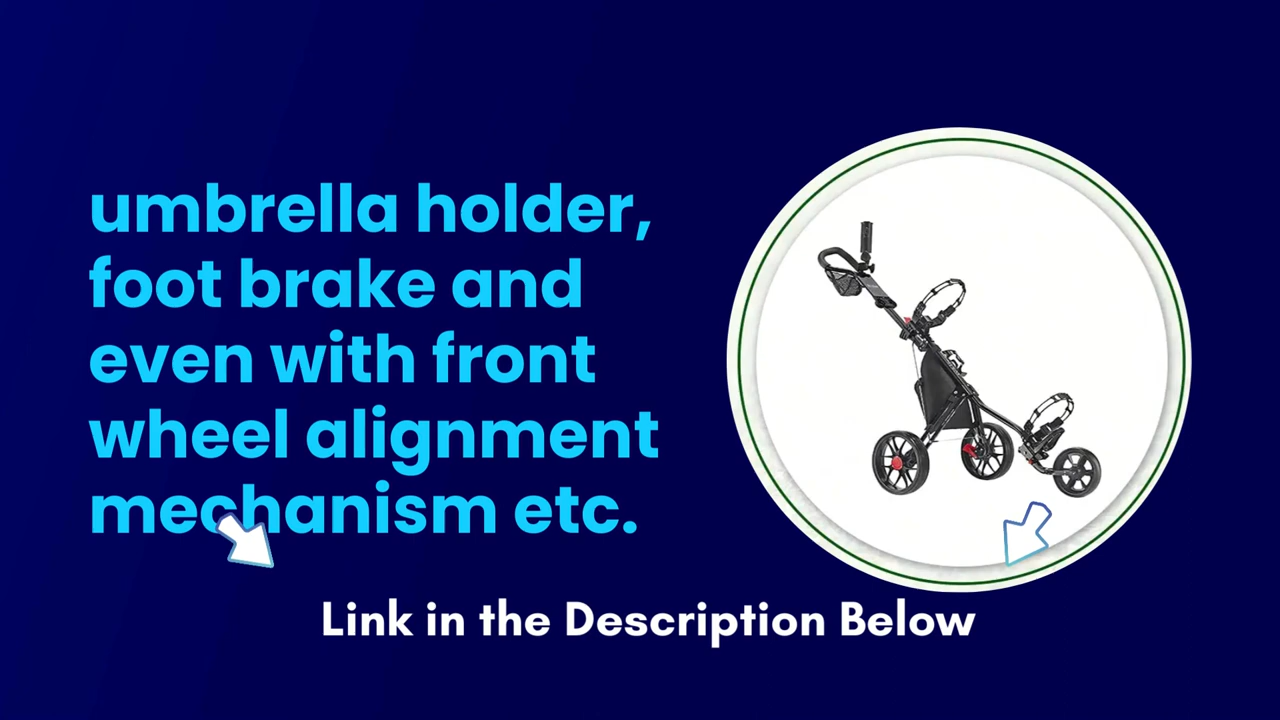 umbrella holder,
foot brake and
even with front
wheel alignment
mechanism etc.
Link in the Description Below